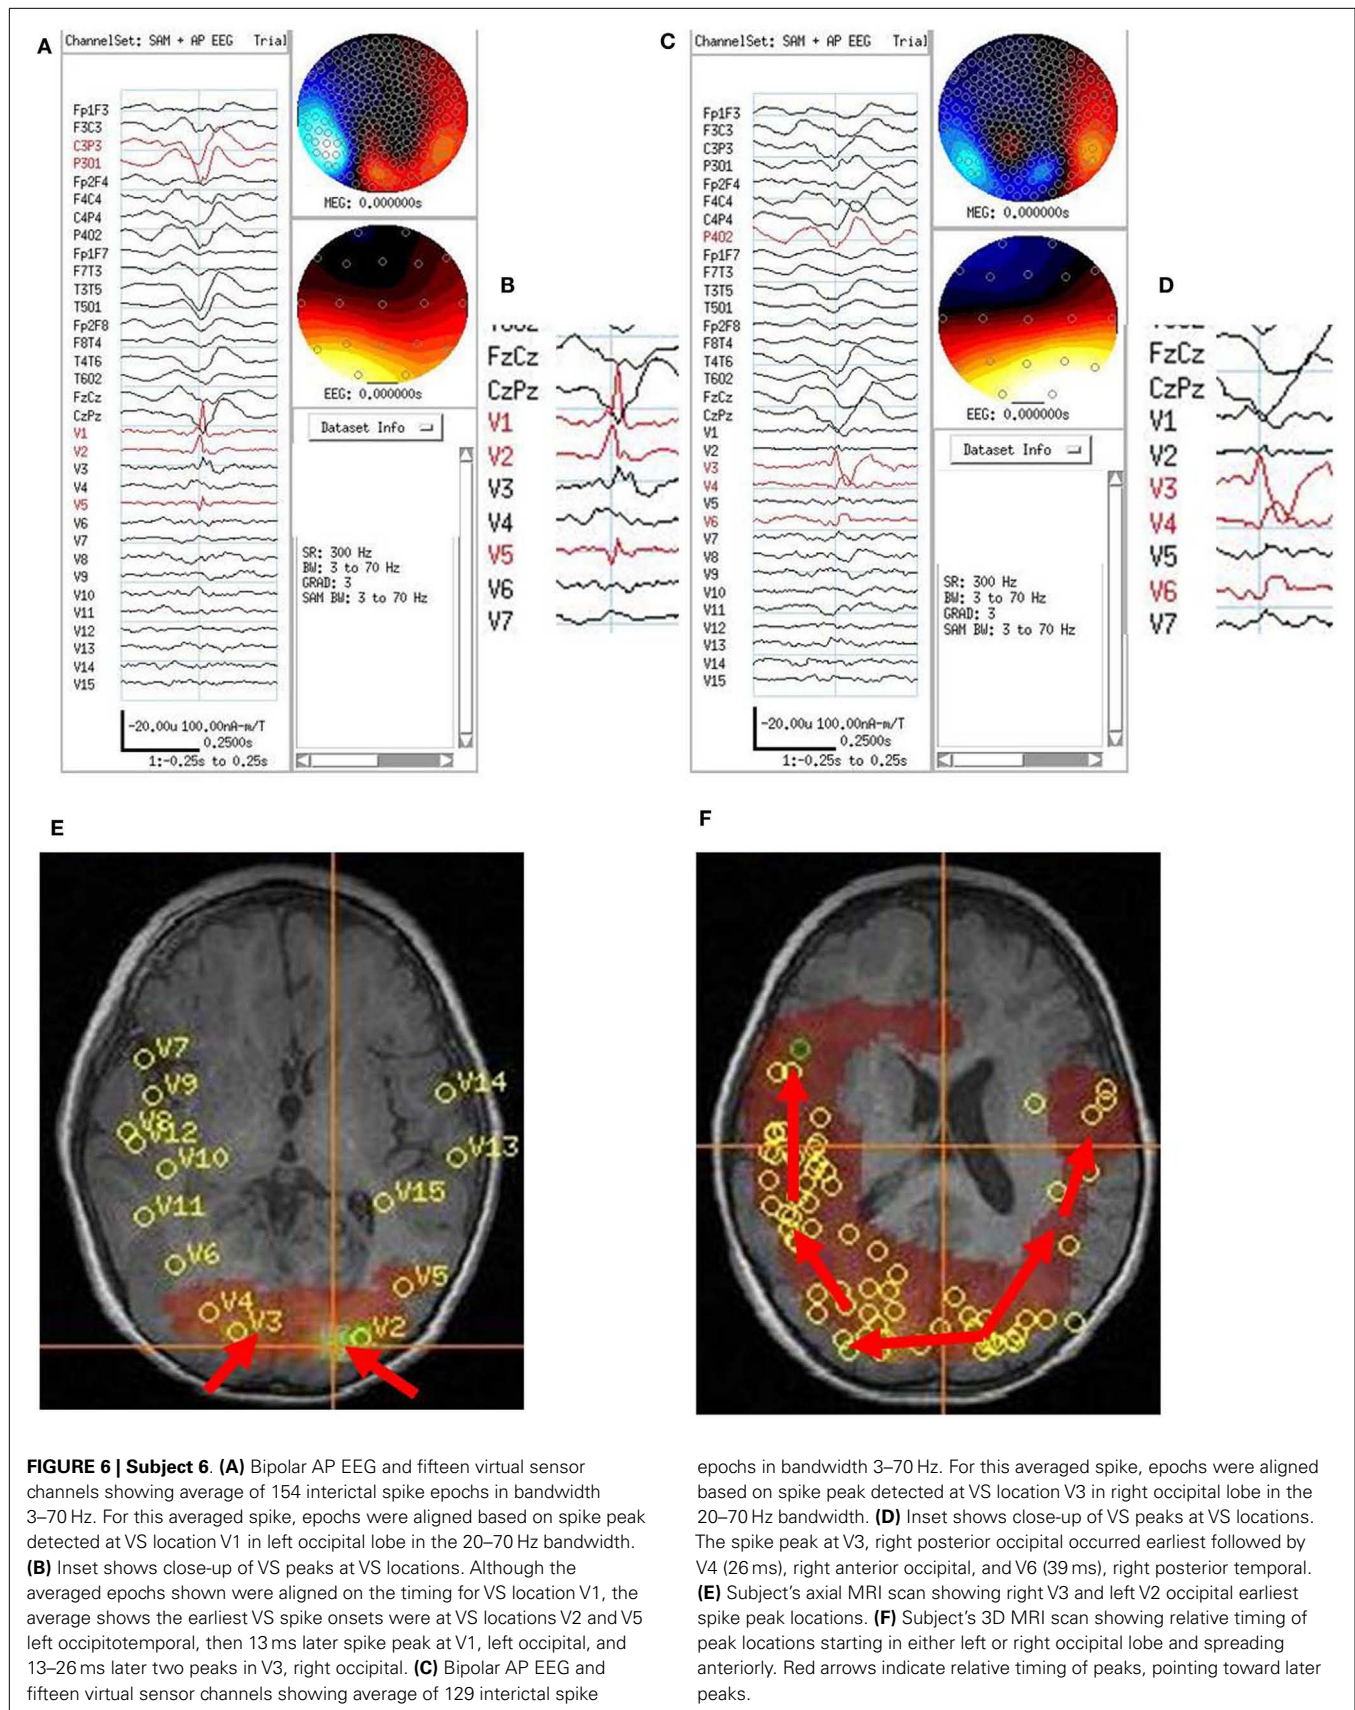 A
ChannelSet: SAM + AP EEG Trial
Fp1F3
F3C3
C3P3
P301
Fp2F4
F4C4
C4P4
P402
Fp1F7
F7T3
T3T5
T501
Fp2F8
F8T4
T4T6
T602
FzCz
CzPz
V1
V2
V3
V4
V5
V6
V7
V8
V9
V10
V11
V12
V13
V14
V15
-20.00u 100.00nA-m/T
0.2500s
1:-0.25s to 0.25s
MEG: 0.000000s
EEG: 0.000000s
Dataset Info
SR: 300 Hz
BW: 3 to 70 Hz
GRAD: 3
SAM BW: 3 to 70 Hz
B
FzCz
CzPz
V1
V2
V3
V4
V5
V6
V7
C
ChannelSet: SAM + AP EEG Trial
Fp1F3
F3C3
C3P3
P301
Fp2F4
F4C4
C4P4
P402
Fp1F7
F7T3
T3T5
T501
Fp2F8
F8T4
T4T6
T602
FzCz
CzPz
V1
V2
V3
V4
V5
V6
V7
V8
V9
V10
V11
V12
V13
V14
V15
-20.00u 100.00nA-m/T
0.2500s
1:-0.25s to 0.25s
MEG: 0.000000s
EEG: 0.000000s
Dataset Info
SR: 300 Hz
BW: 3 to 70 Hz
GRAD: 3
SAM BW: 3 to 70 Hz
D
FzCz
CzPz
V1
V2
V3
V4
V5
V6
V7
E
V7
V9
V14
V8
V12
V10
V13
V11
V15
V6
V5
V4
V3
V2
F
FIGURE 6 | Subject 6. (A) Bipolar AP EEG and fifteen virtual sensor
channels showing average of 154 interictal spike epochs in bandwidth
3–70 Hz. For this averaged spike, epochs were aligned based on spike peak
detected at VS location V1 in left occipital lobe in the 20–70 Hz bandwidth.
(B) Inset shows close-up of VS peaks at VS locations. Although the
averaged epochs shown were aligned on the timing for VS location V1, the
average shows the earliest VS spike onsets were at VS locations V2 and V5
left occipitotemporal, then 13 ms later spike peak at V1, left occipital, and
13–26 ms later two peaks in V3, right occipital. (C) Bipolar AP EEG and
fifteen virtual sensor channels showing average of 129 interictal spike
epochs in bandwidth 3–70 Hz. For this averaged spike, epochs were aligned
based on spike peak detected at VS location V3 in right occipital lobe in the
20–70 Hz bandwidth. (D) Inset shows close-up of VS peaks at VS locations.
The spike peak at V3, right posterior occipital occurred earliest followed by
V4 (26 ms), right anterior occipital, and V6 (39 ms), right posterior temporal.
(E) Subject's axial MRI scan showing right V3 and left V2 occipital earliest
spike peak locations. (F) Subject's 3D MRI scan showing relative timing of
peak locations starting in either left or right occipital lobe and spreading
anteriorly. Red arrows indicate relative timing of peaks, pointing toward later
peaks.